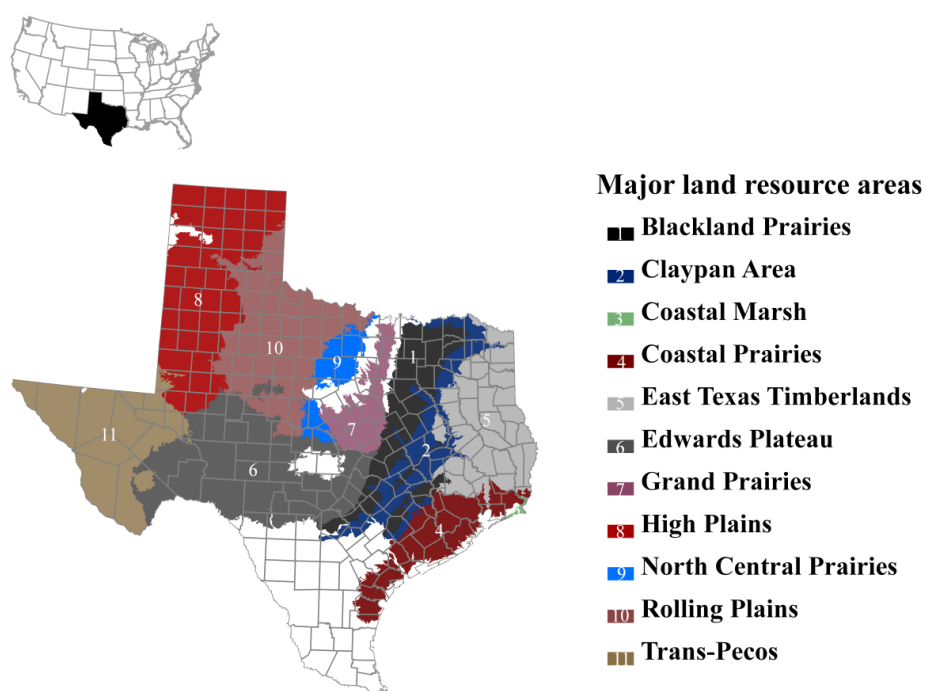 Major land resource areas
1 Blackland Prairies
2 Claypan Area
3 Coastal Marsh
4 Coastal Prairies
5 East Texas Timberlands
6 Edwards Plateau
7 Grand Prairies
8 High Plains
9 North Central Prairies
10 Rolling Plains
11 Trans-Pecos
8
10
9
1
5
7
11
2
6
4